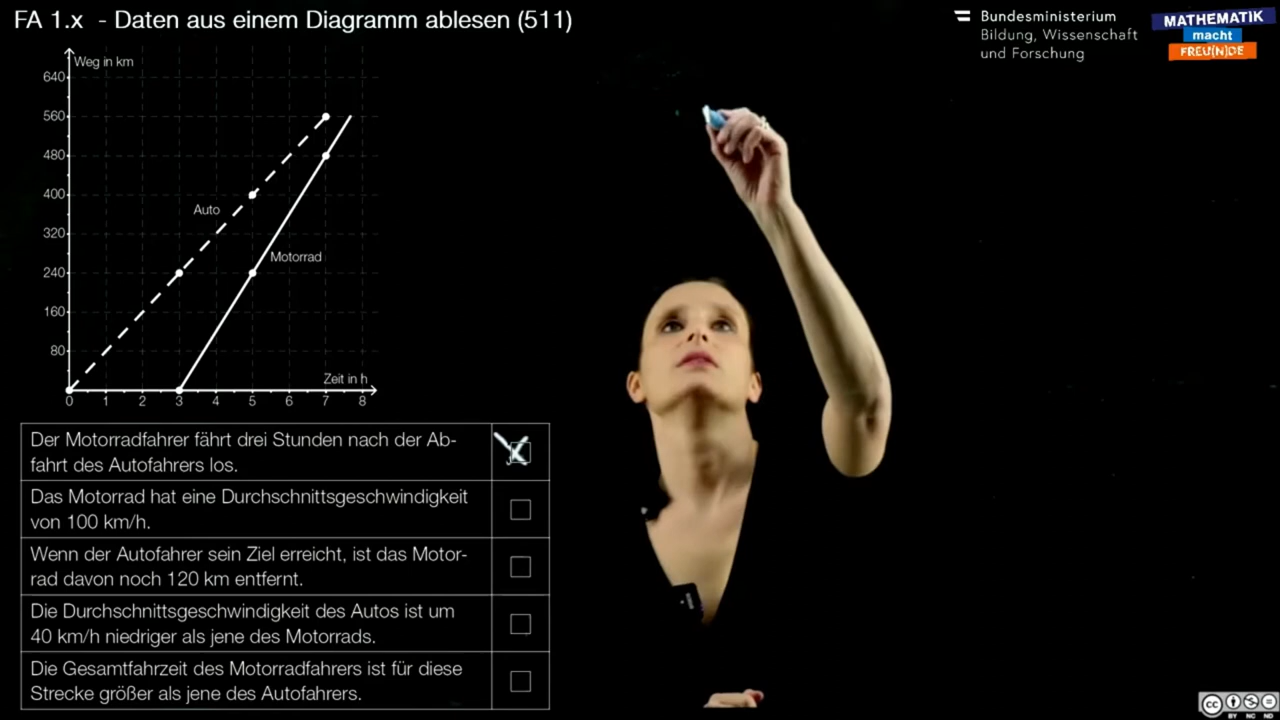 FA 1.x - Daten aus einem Diagramm ablesen (511)
Bundesministerium
Bildung, Wissenschaft
und Forschung
MATHEMATIK
macht
FREU(N)DE
Weg in km
640
560
480
400
320
240
160
80
Auto
Motorrad
Zeit in h
0 1 2 3 4 5 6 7 8
Der Motorradfahrer fährt drei Stunden nach der Ab-
fahrt des Autofahrers los.
Das Motorrad hat eine Durchschnittsgeschwindigkeit
von 100 km/h.
Wenn der Autofahrer sein Ziel erreicht, ist das Motor-
rad davon noch 120 km entfernt.
Die Durchschnittsgeschwindigkeit des Autos ist um
40 km/h niedriger als jene des Motorrads.
Die Gesamtfahrzeit des Motorradfahrers ist für diese
Strecke größer als jene des Autofahrers.
cc
BY NC ND